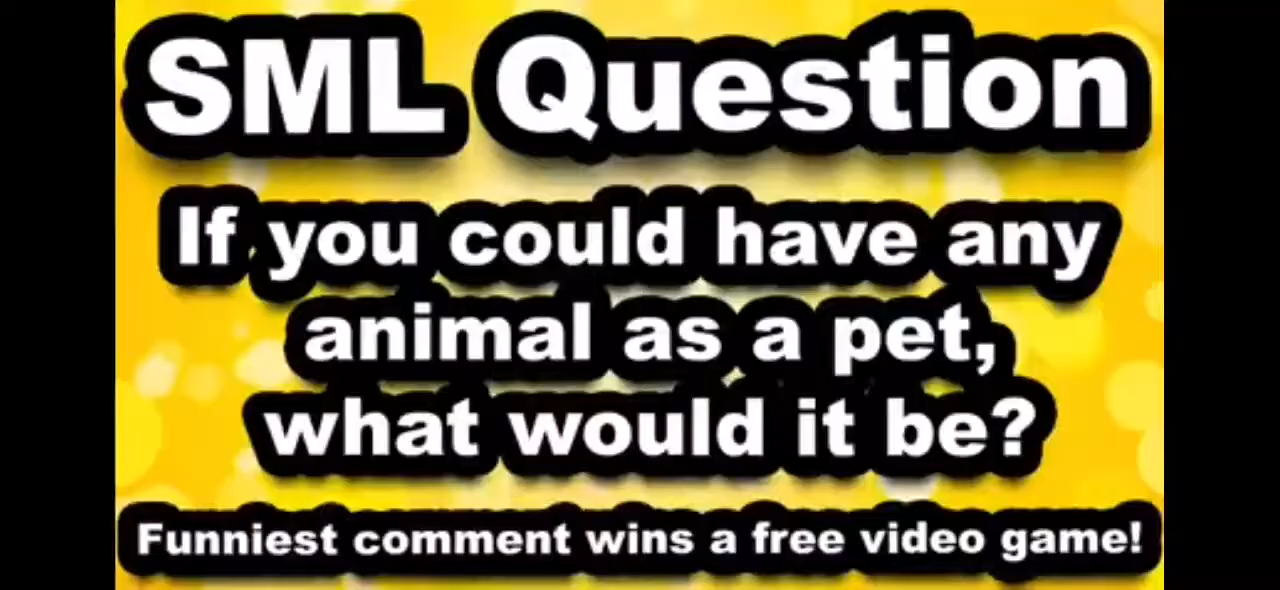 SML Question
If you could have any
animal as a pet,
what would it be?
Funniest comment wins a free video game!